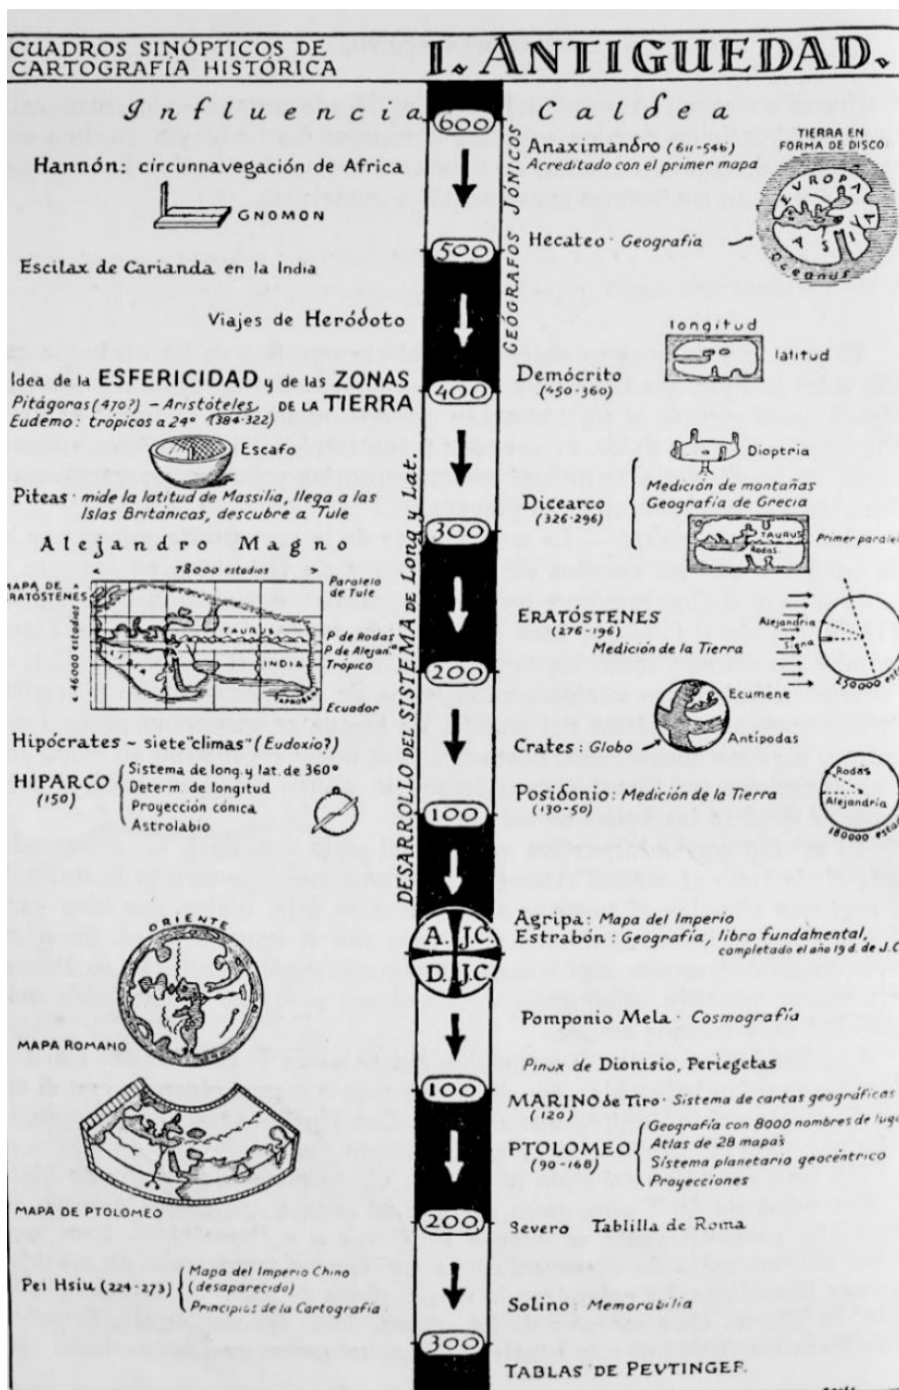 CUADROS SINÓPTICOS DE
CARTOGRAFÍA HISTÓRICA
I. ANTIGUEDAD.
Influencia Caldea
600
Hannón: circunnavegación de Africa
GNOMON
Anaximandro (611-546)
Acreditado con el primer mapa
TIERRA EN
FORMA DE DISCO
EVROPA
ASIA
Oceanus
GEÓGRAFOS JÓNICOS
500
Hecateo · Geografía
Escilax de Carianda en la India
Viajes de Heródoto
longitud
latitud
400
Demócrito
(450-360)
Idea de la ESFERICIDAD y de las ZONAS
DE LA TIERRA
Pitágoras (470?) - Aristóteles
(384-322)
Eudemo: trópicos a 24°
Escafo
Dioptria
Piteas · mide la latitud de Massilia, llega a las
Islas Británicas, descubre a Tule
Dicearco
(326-296)
Medición de montañas
Geografía de Grecia
TAURUS
Rodas.
300
DESARROLLO DEL SISTEMA DE Long. y Lat.
Alejandro Magno
78000 estadios
MAPA DE
46000 estadios
TAURUS
INDIA
Paralelo
de Tule
P de Rodas
P de Alejan.
Trópico
Ecuador
ERATÓSTENES
(276-196)
Medición de la Tierra
Alejandría
Siena
200
Crates: Globo
Ecumene
Antípodas
Hipócrates - siete "climas" (Eudoxio?)
HIPARCO
(150)
Sistema de long. y lat. de 360°
Determ. de longitud
Proyección cónica
Astrolabio
Posidonio: Medición de la Tierra
(130-50)
Rodas
Alejandría
100
A. J.C.
D. J.C.
Agripa: Mapa del Imperio
Estrabón: Geografía, libro fundamental,
completado el año 19 d. de J.C
ORIENTE
MAPA ROMANO
Pomponio Mela · Cosmografía
Pinux de Dionisio, Periegetas
100
MARINO de Tiro · Sistema de cartas geográficas
(120)
PTOLOMEO
(90-168)
Geografía con 8000 nombres de
Atlas de 28 mapas
Sistema planetario geocéntrico
Proyecciones
MAPA DE PTOLOMEO
200
Severo Tablilla de Roma
Pei Hsiu (224-273)
Mapa del Imperio Chino
(desaparecido)
Principios de la Cartografía
Solino: Memorabilia
300
TABLAS DE PEVTINGER.